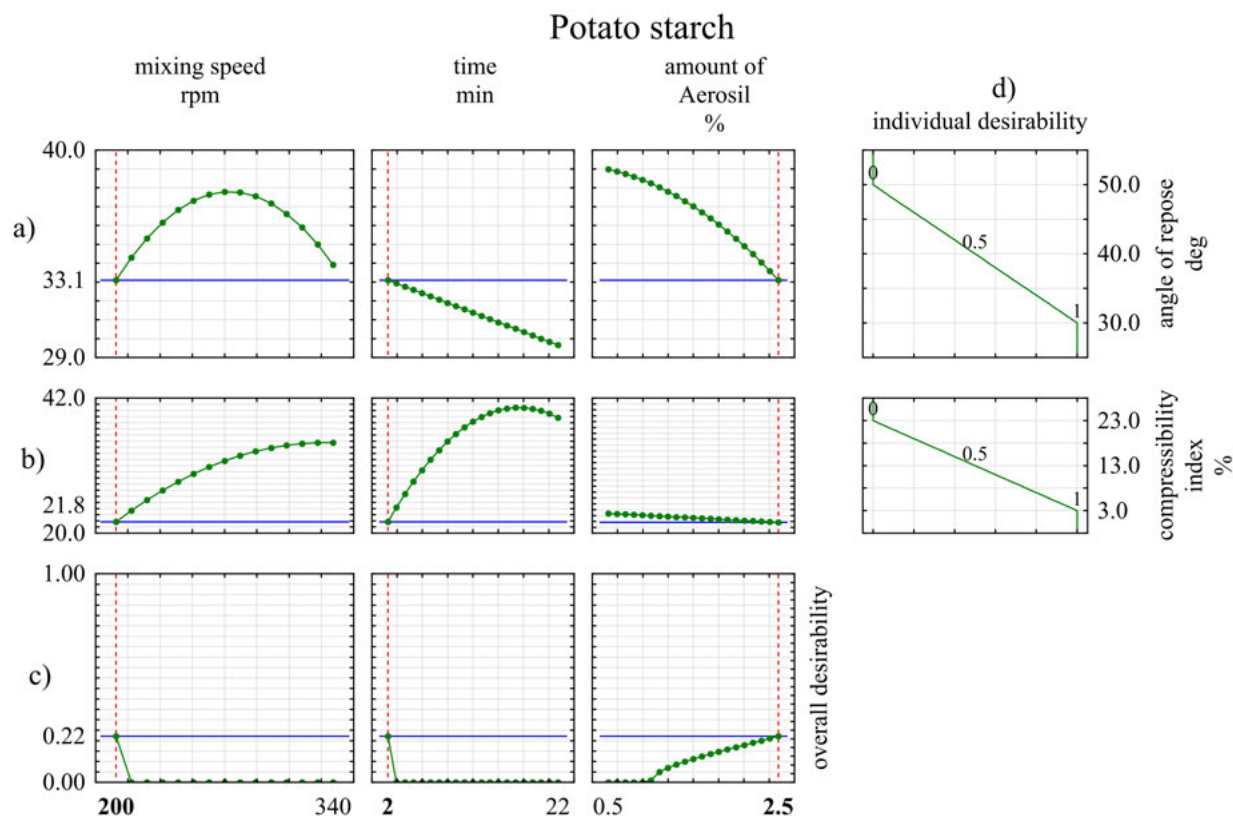 Potato starch
mixing speed
rpm
time
min
amount of
Aerosil
%
d)
individual desirability
a)
40.0
33.1
29.0
0
0.5
1
50.0
40.0
30.0
angle of repose
deg
b)
42.0
21.8
20.0
0
0.5
1
23.0
13.0
3.0
compressibility
index
%
c)
1.00
0.22
0.00
overall desirability
200
340
2
22
0.5
2.5